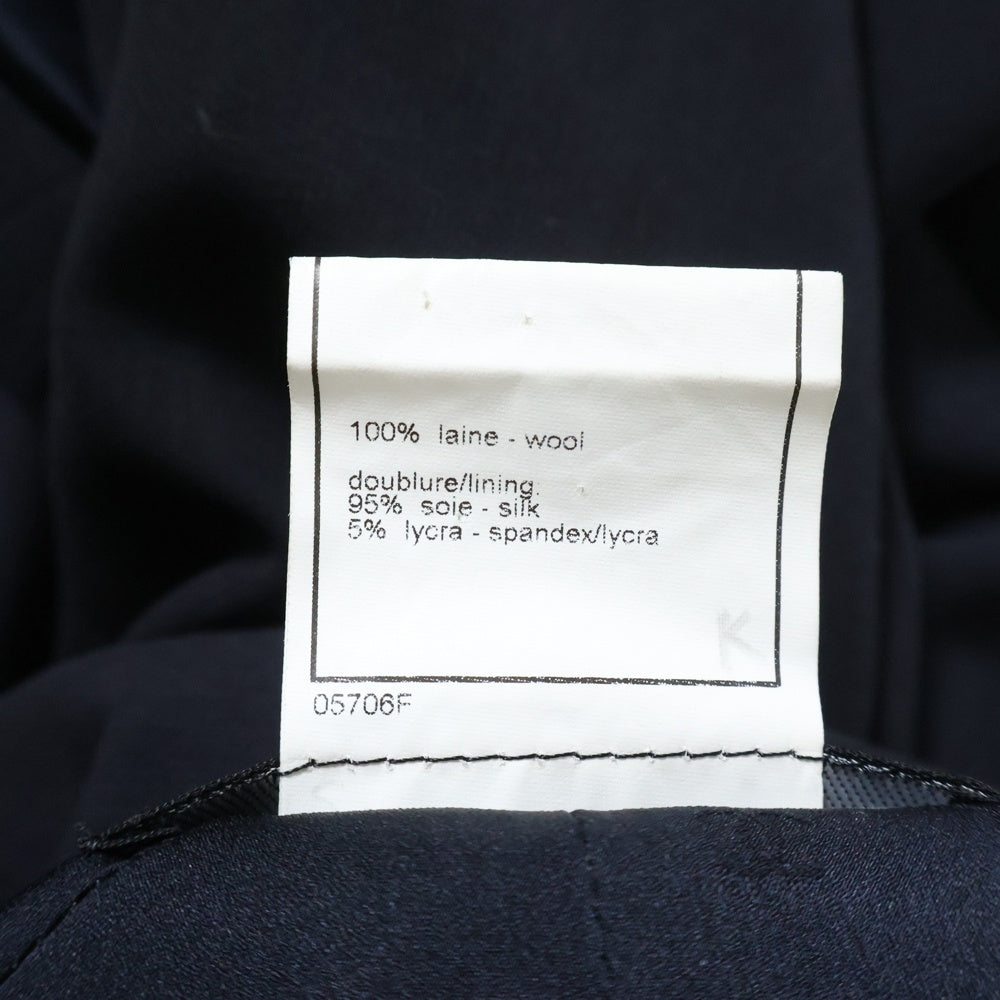 100% laine - wool
doublure/lining:
95% soie - silk
5% lycra - spandex/lycra
K
05706F